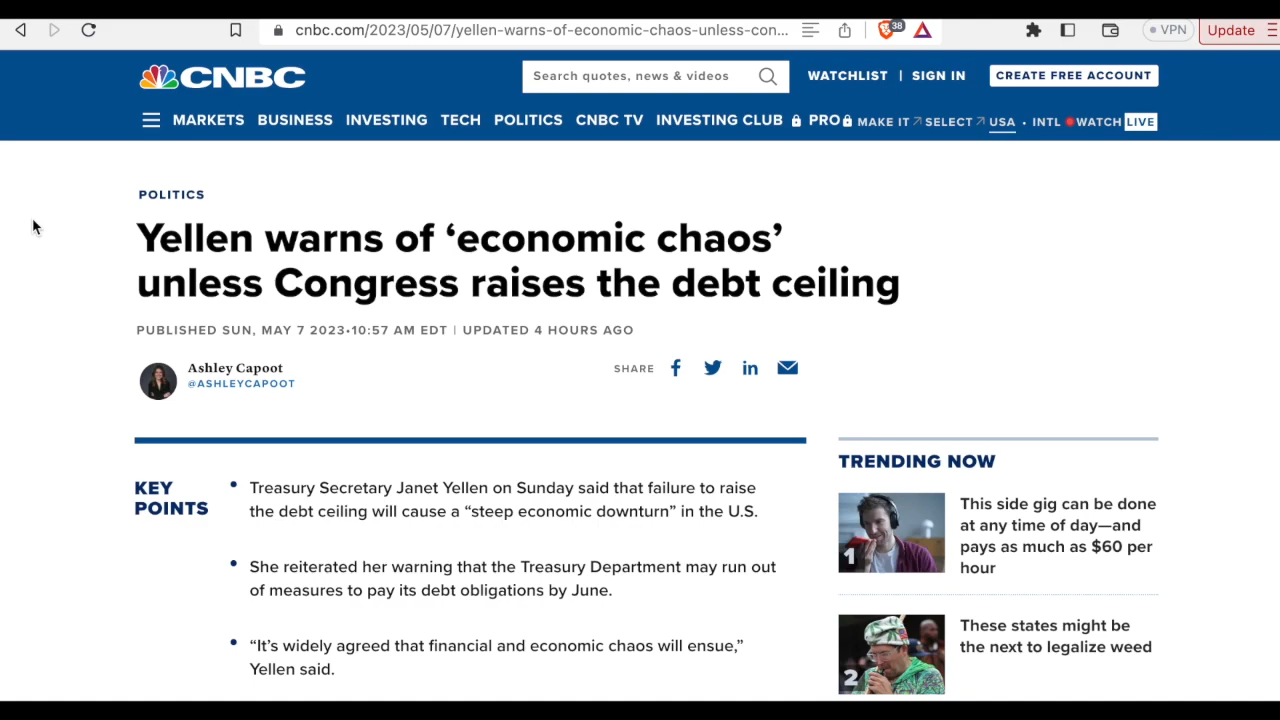 cnbc.com/2023/05/07/yellen-warns-of-economic-chaos-unless-con...
38
VPN
Update
CNBC
Search quotes, news & videos
WATCHLIST | SIGN IN
CREATE FREE ACCOUNT
MARKETS BUSINESS INVESTING TECH POLITICS CNBC TV INVESTING CLUB PRO MAKE IT SELECT USA • INTL WATCH LIVE
POLITICS
Yellen warns of ‘economic chaos’
unless Congress raises the debt ceiling
PUBLISHED SUN, MAY 7 2023•10:57 AM EDT | UPDATED 4 HOURS AGO
Ashley Capoot
@ASHLEYCAPOOT
SHARE
KEY
POINTS
• Treasury Secretary Janet Yellen on Sunday said that failure to raise
the debt ceiling will cause a “steep economic downturn” in the U.S.
• She reiterated her warning that the Treasury Department may run out
of measures to pay its debt obligations by June.
• “It’s widely agreed that financial and economic chaos will ensue,”
Yellen said.
TRENDING NOW
1
This side gig can be done
at any time of day—and
pays as much as $60 per
hour
2
These states might be
the next to legalize weed